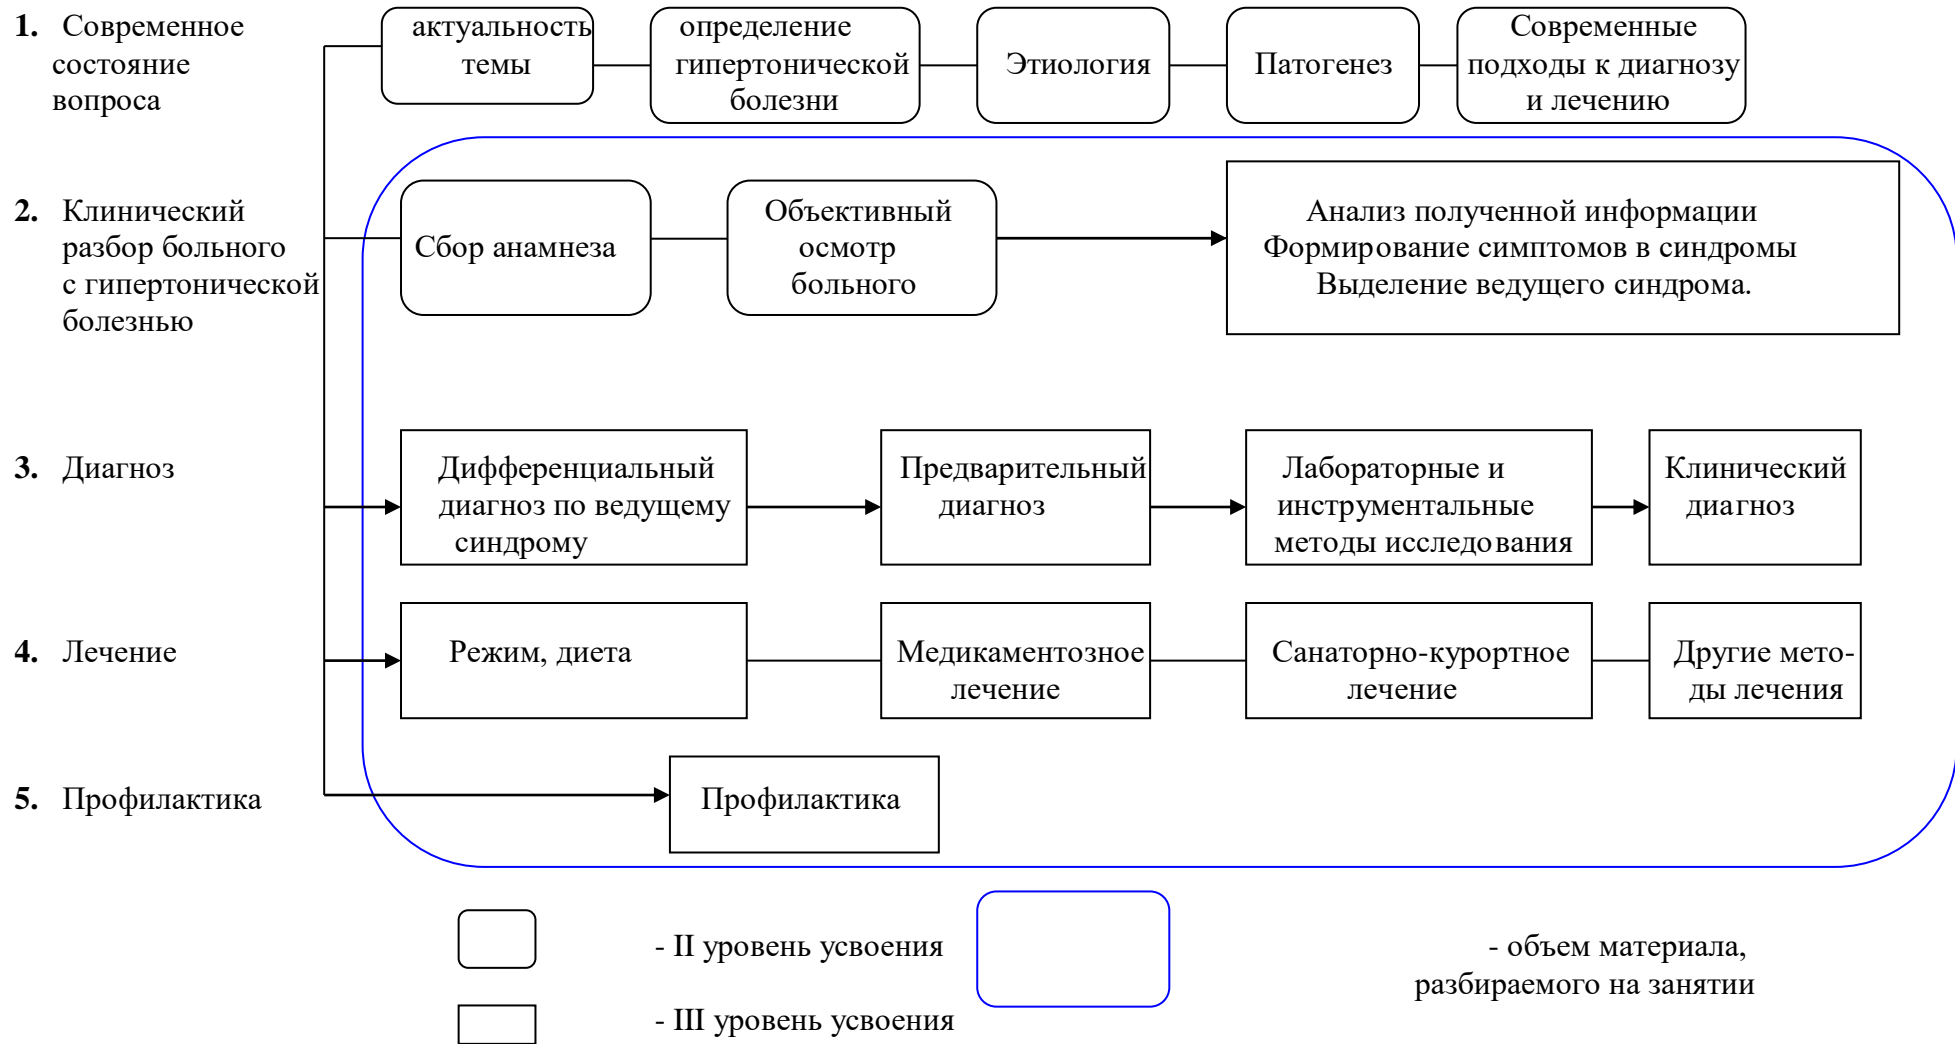 1. Современное
состояние
вопроса
актуальность
темы
определение
гипертонической
болезни
Этиология
Патогенез
Современные
подходы к диагнозу
и лечению
2. Клинический
разбор больного
с гипертонической
болезнью
Сбор анамнеза
Объективный
осмотр
больного
Анализ полученной информации
Формирование симптомов в синдромы
Выделение ведущего синдрома.
3. Диагноз
Дифференциальный
диагноз по ведущему
синдрому
Предварительный
диагноз
Лабораторные и
инструментальные
методы исследования
Клинический
диагноз
4. Лечение
Режим, диета
Медикаментозное
лечение
Санаторно-курортное
лечение
Другие мето-
ды лечения
5. Профилактика
Профилактика
- II уровень усвоения
- объем материала,
разбираемого на занятии
- III уровень усвоения